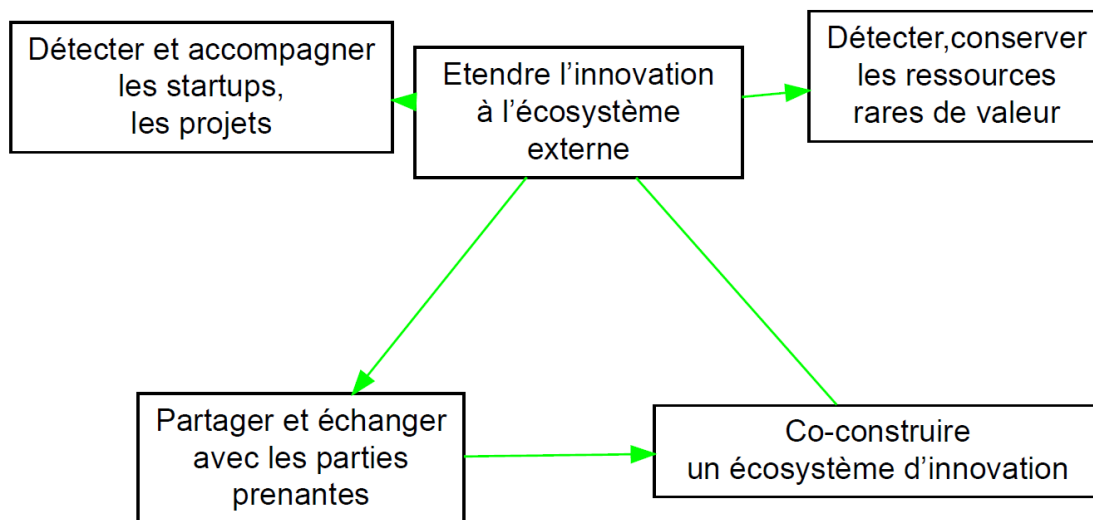 Détecter et accompagner
les startups,
les projets
Etendre l’innovation
à l’écosystème
externe
Détecter,conserver
les ressources
rares de valeur
Partager et échanger
avec les parties
prenantes
Co-construire
un écosystème d’innovation